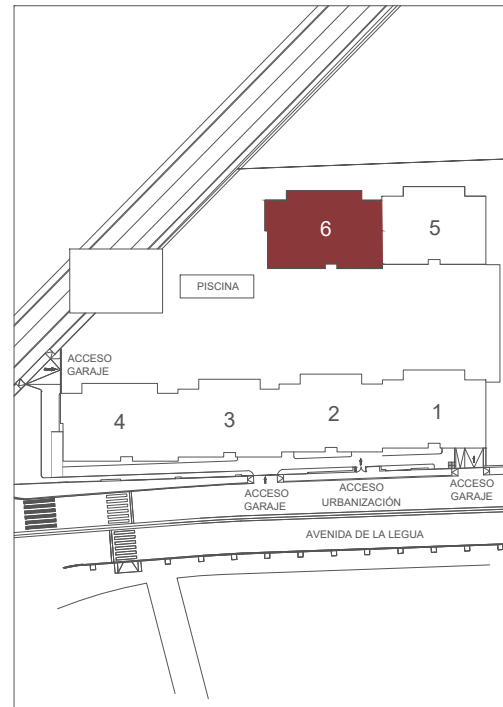 6
5
PISCINA
ACCESO
GARAJE
4
3
2
1
ACCESO
GARAJE
ACCESO
URBANIZACIÓN
ACCESO
GARAJE
AVENIDA DE LA LEGUA